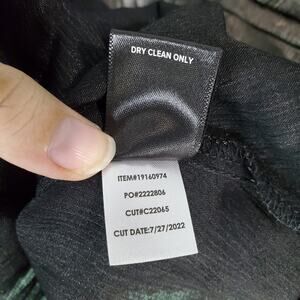 DRY CLEAN ONLY
ITEM#19160974
PO#2222806
CUT#C22065
CUT DATE:7/27/2022